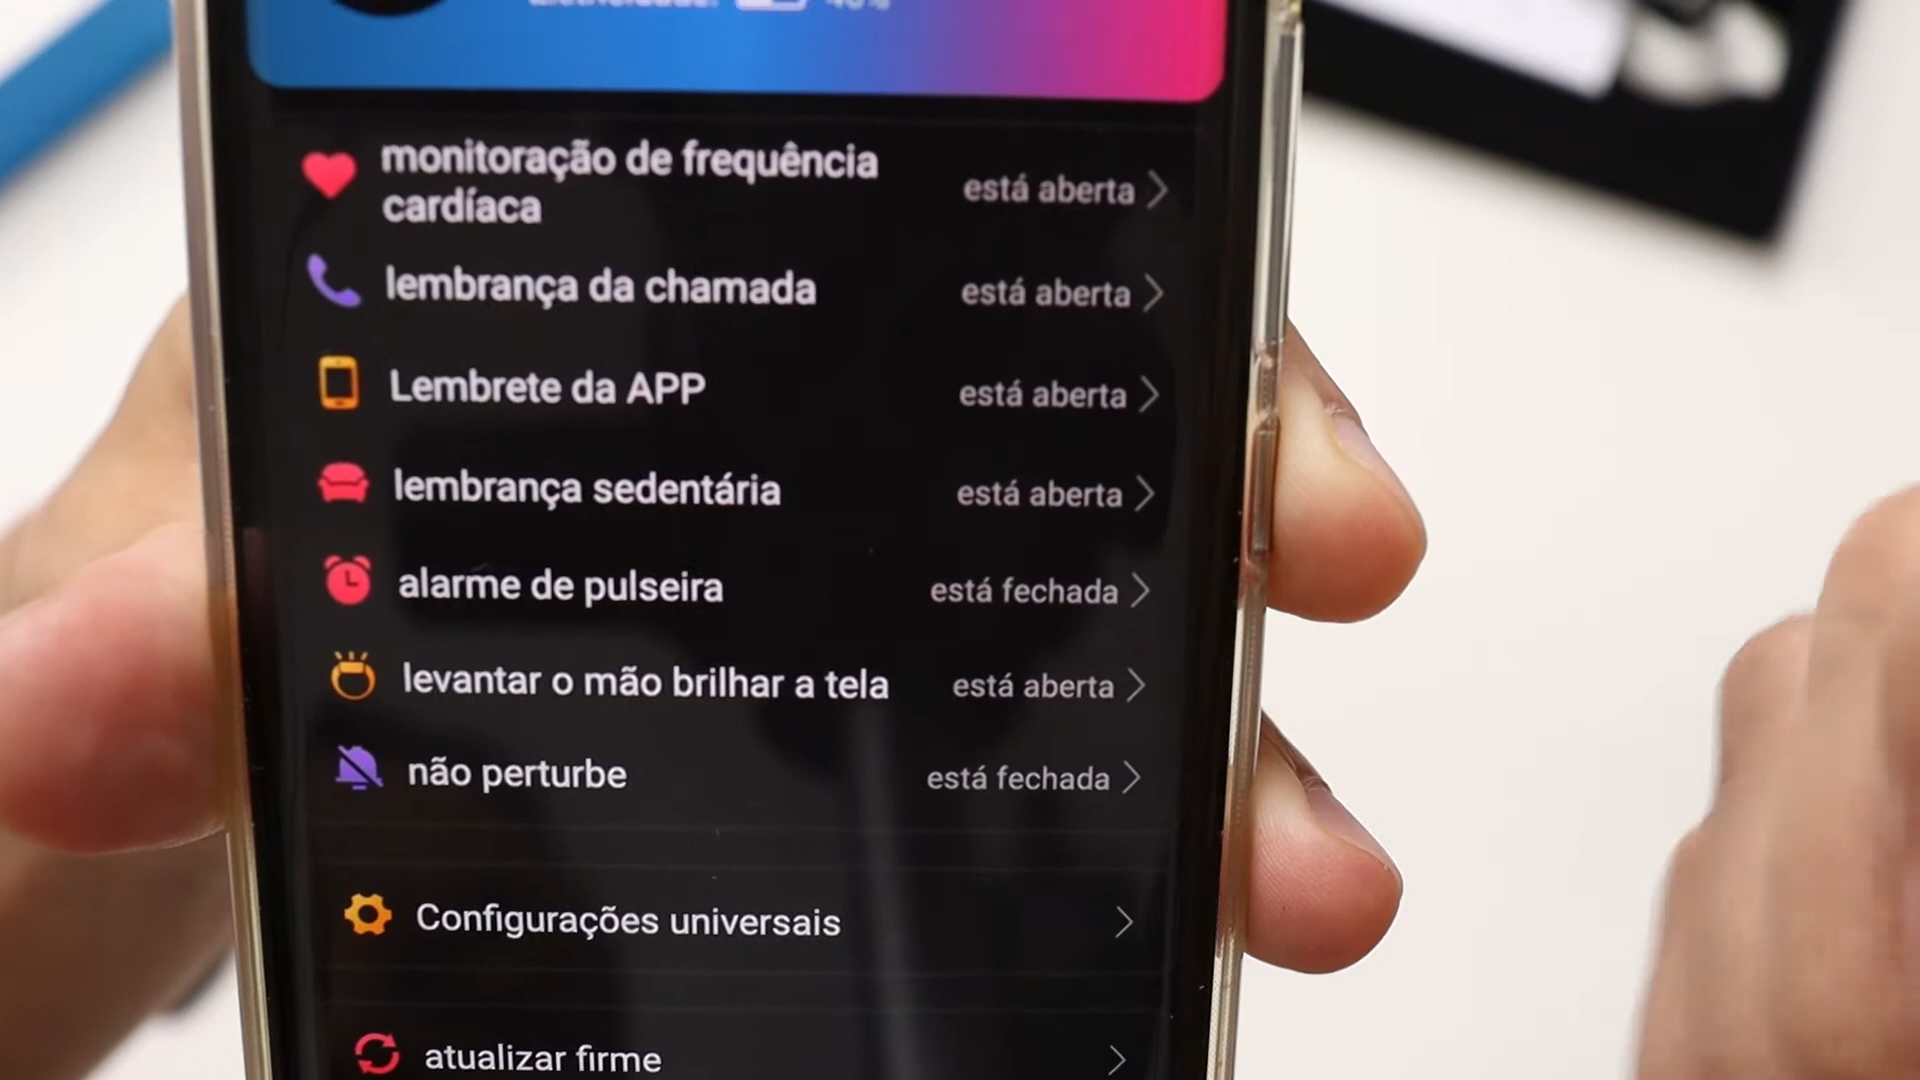 monitoração de frequência
cardíaca
está aberta
lembrança da chamada
está aberta
Lembrete da APP
está aberta
lembrança sedentária
está aberta
alarme de pulseira
está fechada
levantar o mão brilhar a tela
está aberta
não perturbe
está fechada
Configurações universais
atualizar firme